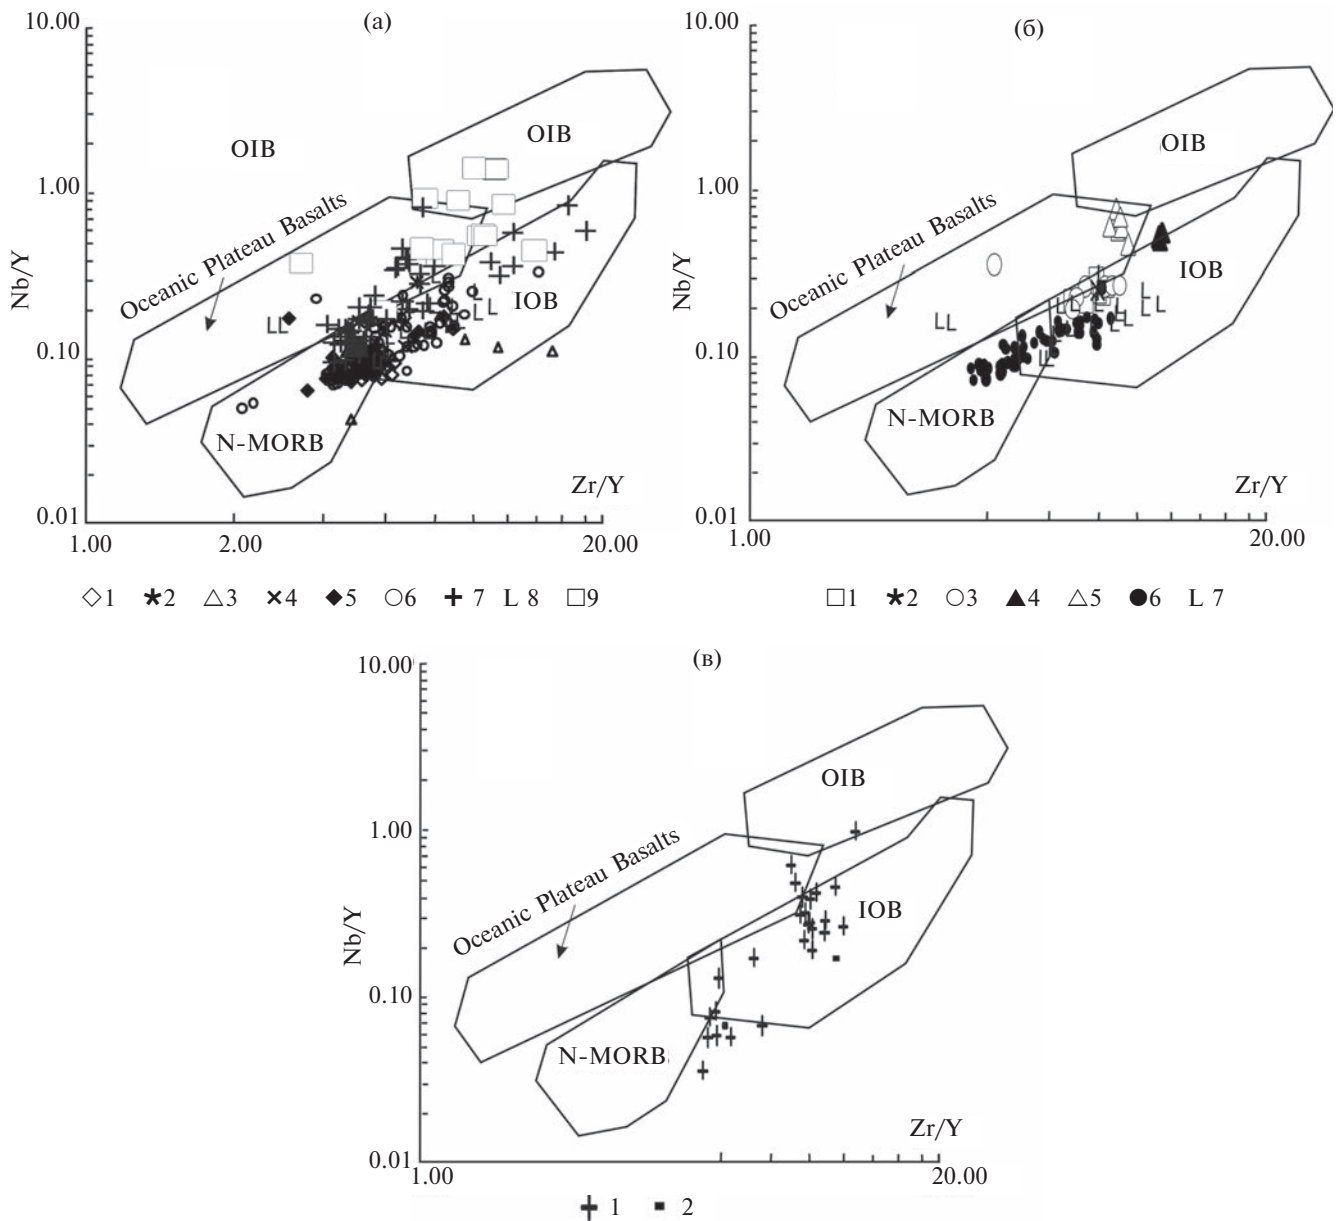 (а)
10.00
1.00
0.10
0.01
Nb/Y
OIB
OIB
Oceanic Plateau Basalts
IOB
N-MORB
Zr/Y
1.00 2.00 20.00
1 2 3 4 5 6 7 L 8 9
(б)
10.00
1.00
0.10
0.01
Nb/Y
OIB
Oceanic Plateau Basalts
IOB
N-MORB
Zr/Y
1.00 20.00
1 2 3 4 5 6 L 7
(в)
10.00
1.00
0.10
0.01
Nb/Y
OIB
Oceanic Plateau Basalts
IOB
N-MORB
Zr/Y
1.00 20.00
1 2